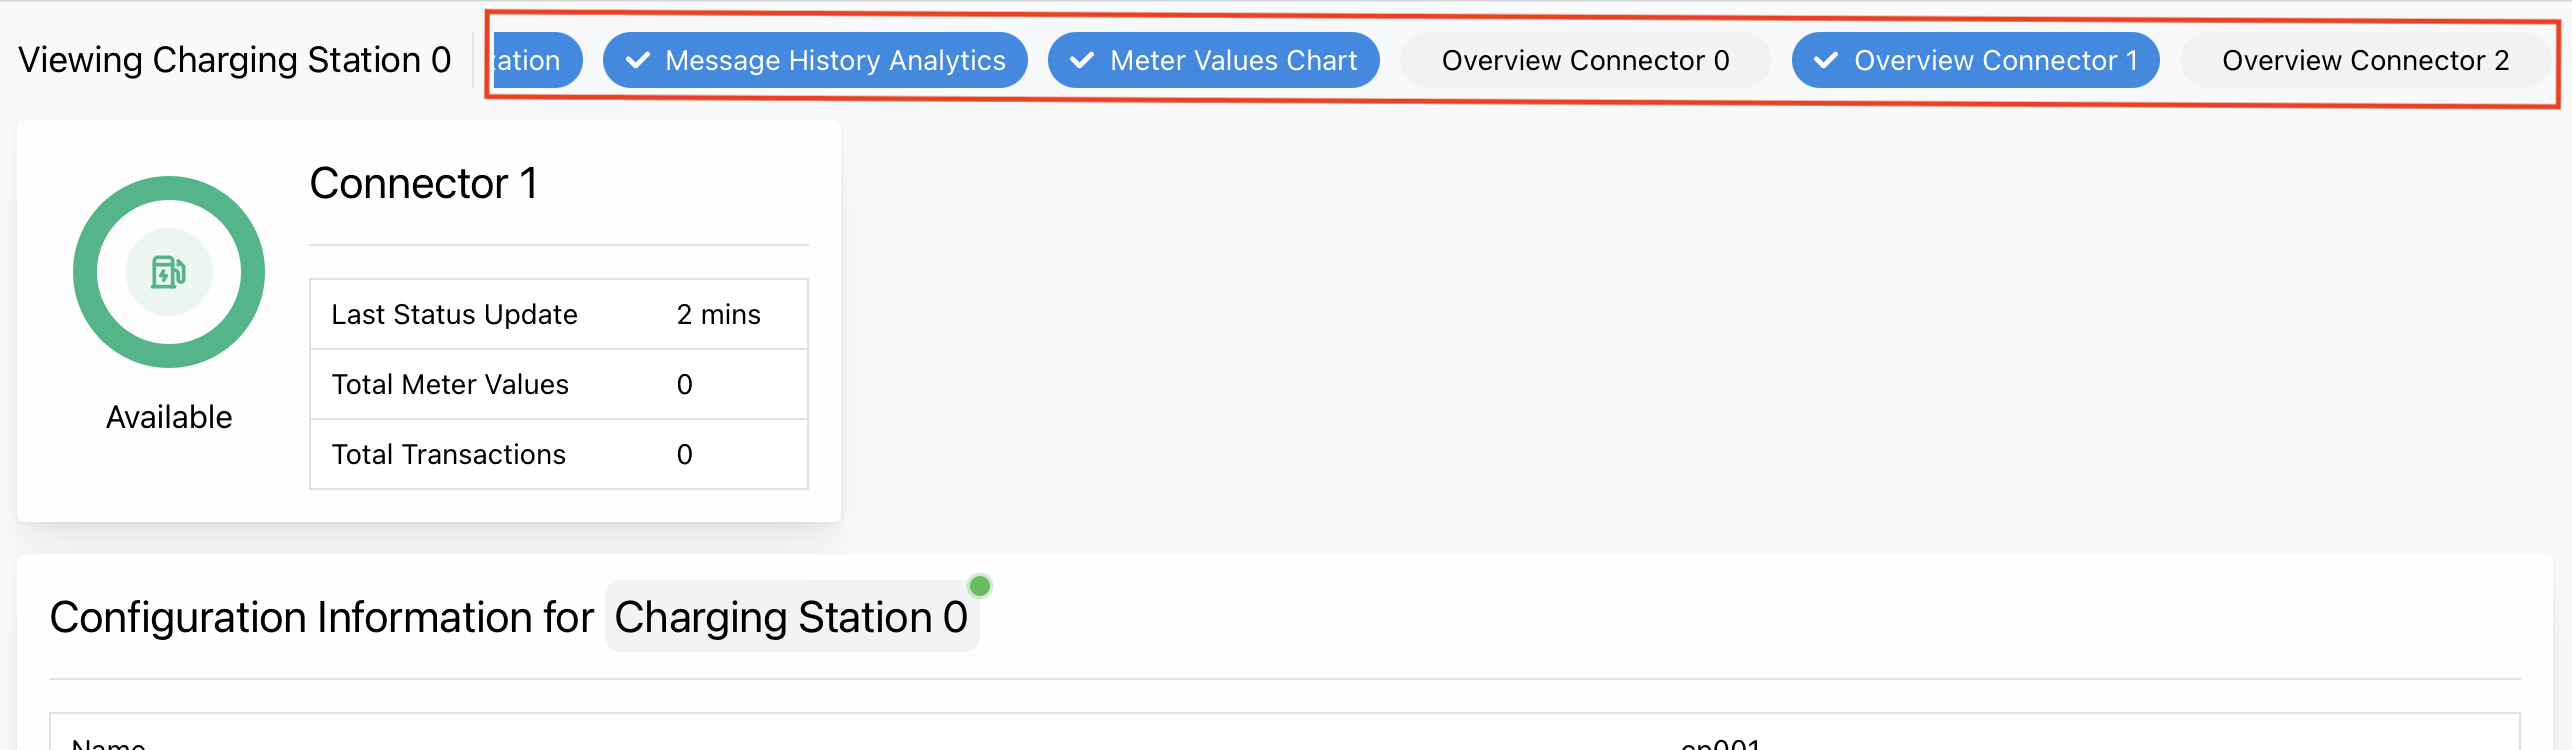 Viewing Charging Station 0
ation
Message History Analytics
Meter Values Chart
Overview Connector 0
Overview Connector 1
Overview Connector 2
Connector 1
Last Status Update 2 mins
Total Meter Values 0
Total Transactions 0
Available
Configuration Information for Charging Station 0
Name cp001